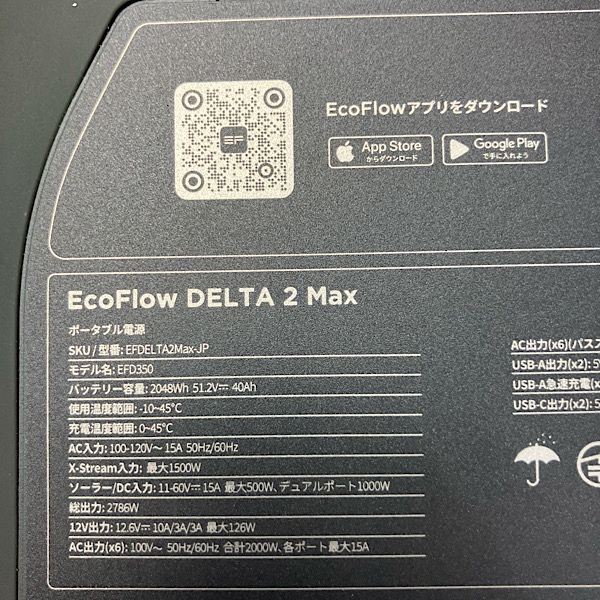 EcoFlowアプリをダウンロード
App Store
からダウンロード
Google Play
で手に入れよう
EF
EcoFlow DELTA 2 Max
ポータブル電源
SKU / 型番: EFDELTA2Max-JP
モデル名: EFD350
バッテリー容量: 2048Wh 51.2V⎓ 40Ah
使用温度範囲: -10~45°C
充電温度範囲: 0~45°C
AC入力: 100-120V~ 15A 50Hz/60Hz
X-Stream入力: 最大1500W
ソーラー/DC入力: 11-60V⎓15A 最大500W、デュアルポート1000W
総出力: 2786W
12V出力: 12.6V⎓ 10A/3A/3A 最大126W
AC出力(x6): 100V~ 50Hz/60Hz 合計2000W、各ポート最大15A
AC出力(x6)(バススル
USB-A出力(x2): 5V
USB-A急速充電(x
USB-C出力(x2): 5